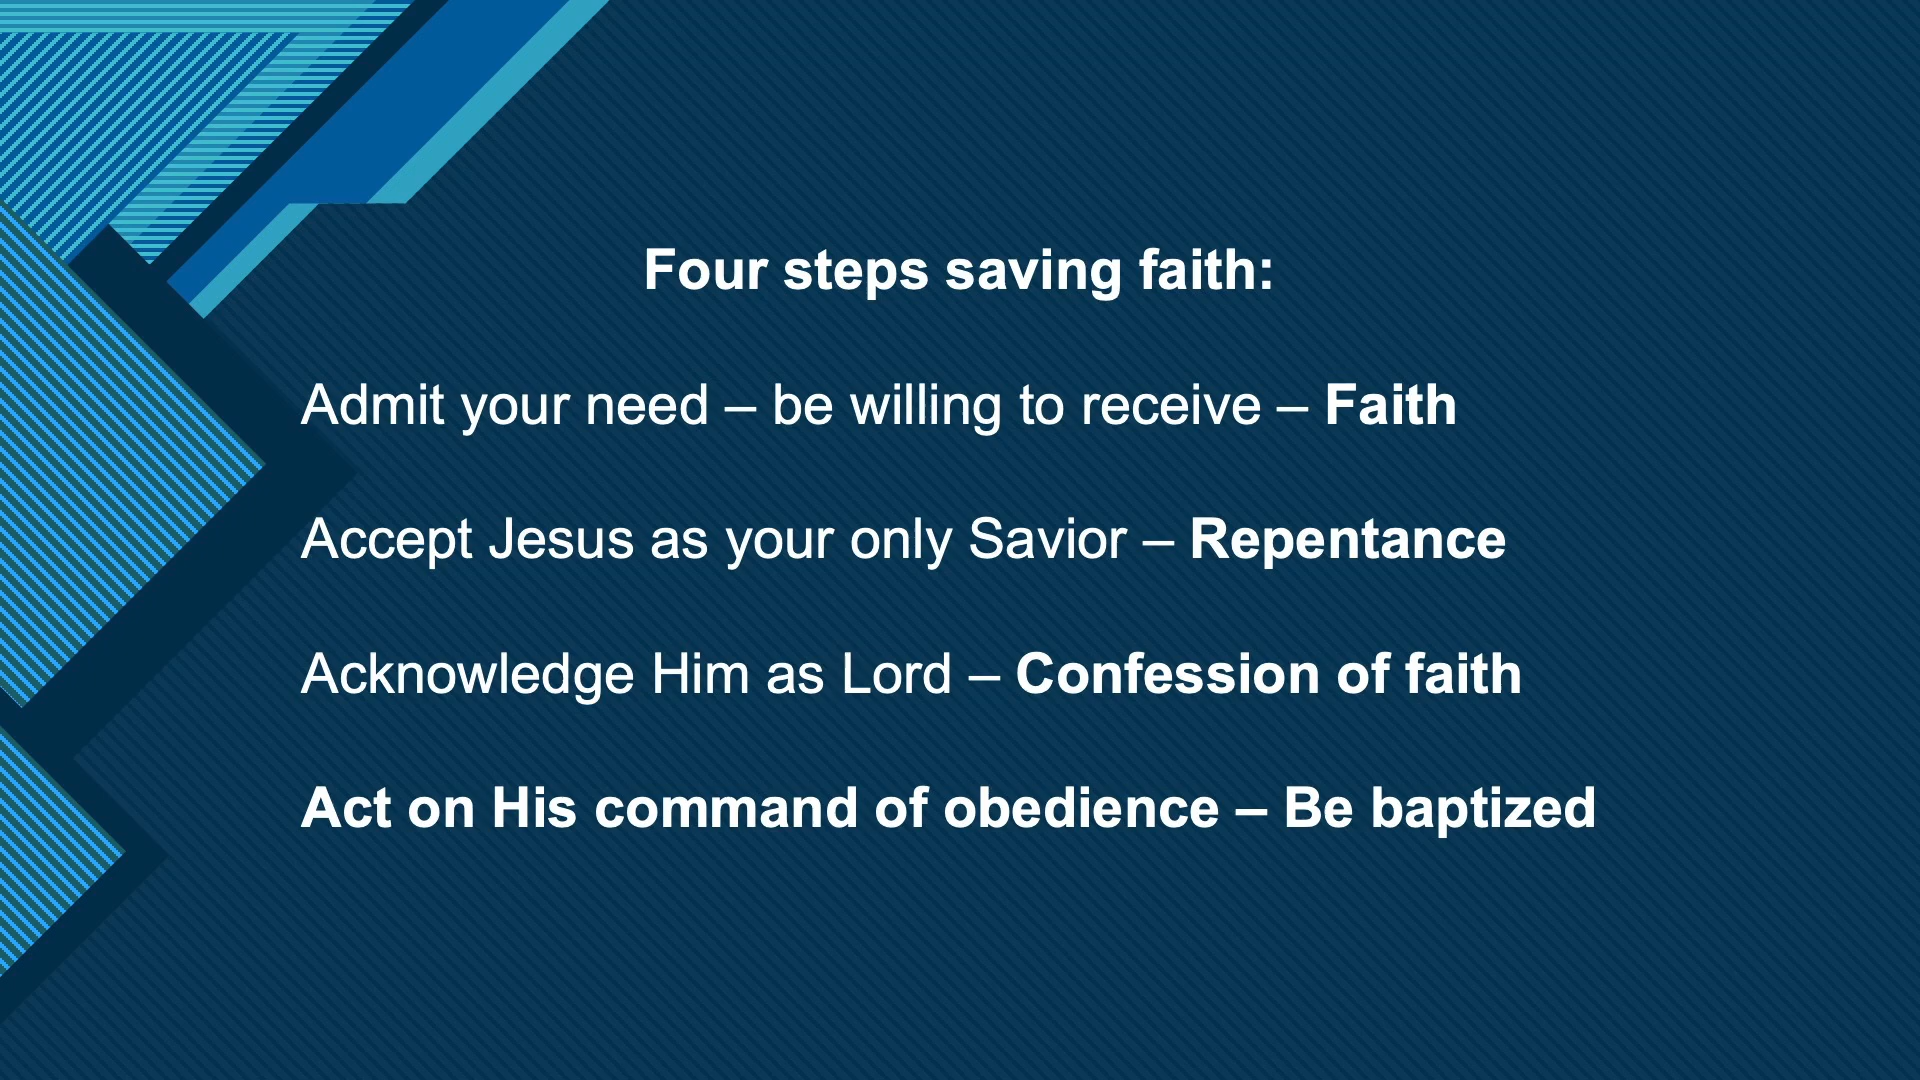 Four steps saving faith:
Admit your need – be willing to receive – Faith
Accept Jesus as your only Savior – Repentance
Acknowledge Him as Lord – Confession of faith
Act on His command of obedience – Be baptized